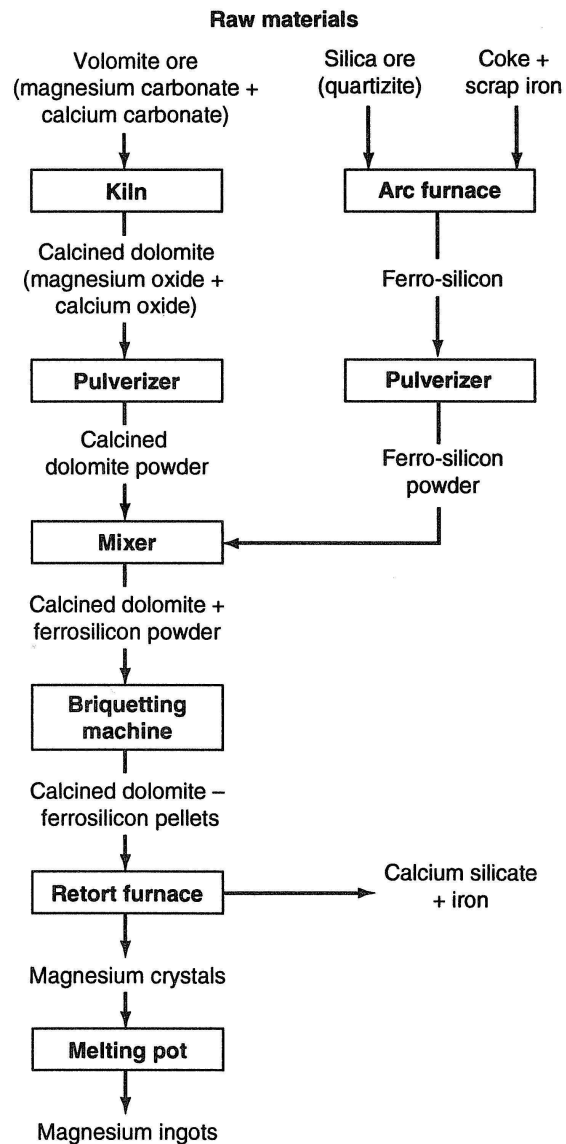 Raw materials
Volomite ore
(magnesium carbonate +
calcium carbonate)
Silica ore
(quartizite)
Coke +
scrap iron
Kiln
Arc furnace
Calcined dolomite
(magnesium oxide +
calcium oxide)
Ferro-silicon
Pulverizer
Pulverizer
Calcined
dolomite powder
Ferro-silicon
powder
Mixer
Calcined dolomite +
ferrosilicon powder
Briquetting
machine
Calcined dolomite –
ferrosilicon pellets
Retort furnace
Calcium silicate
+ iron
Magnesium crystals
Melting pot
Magnesium ingots